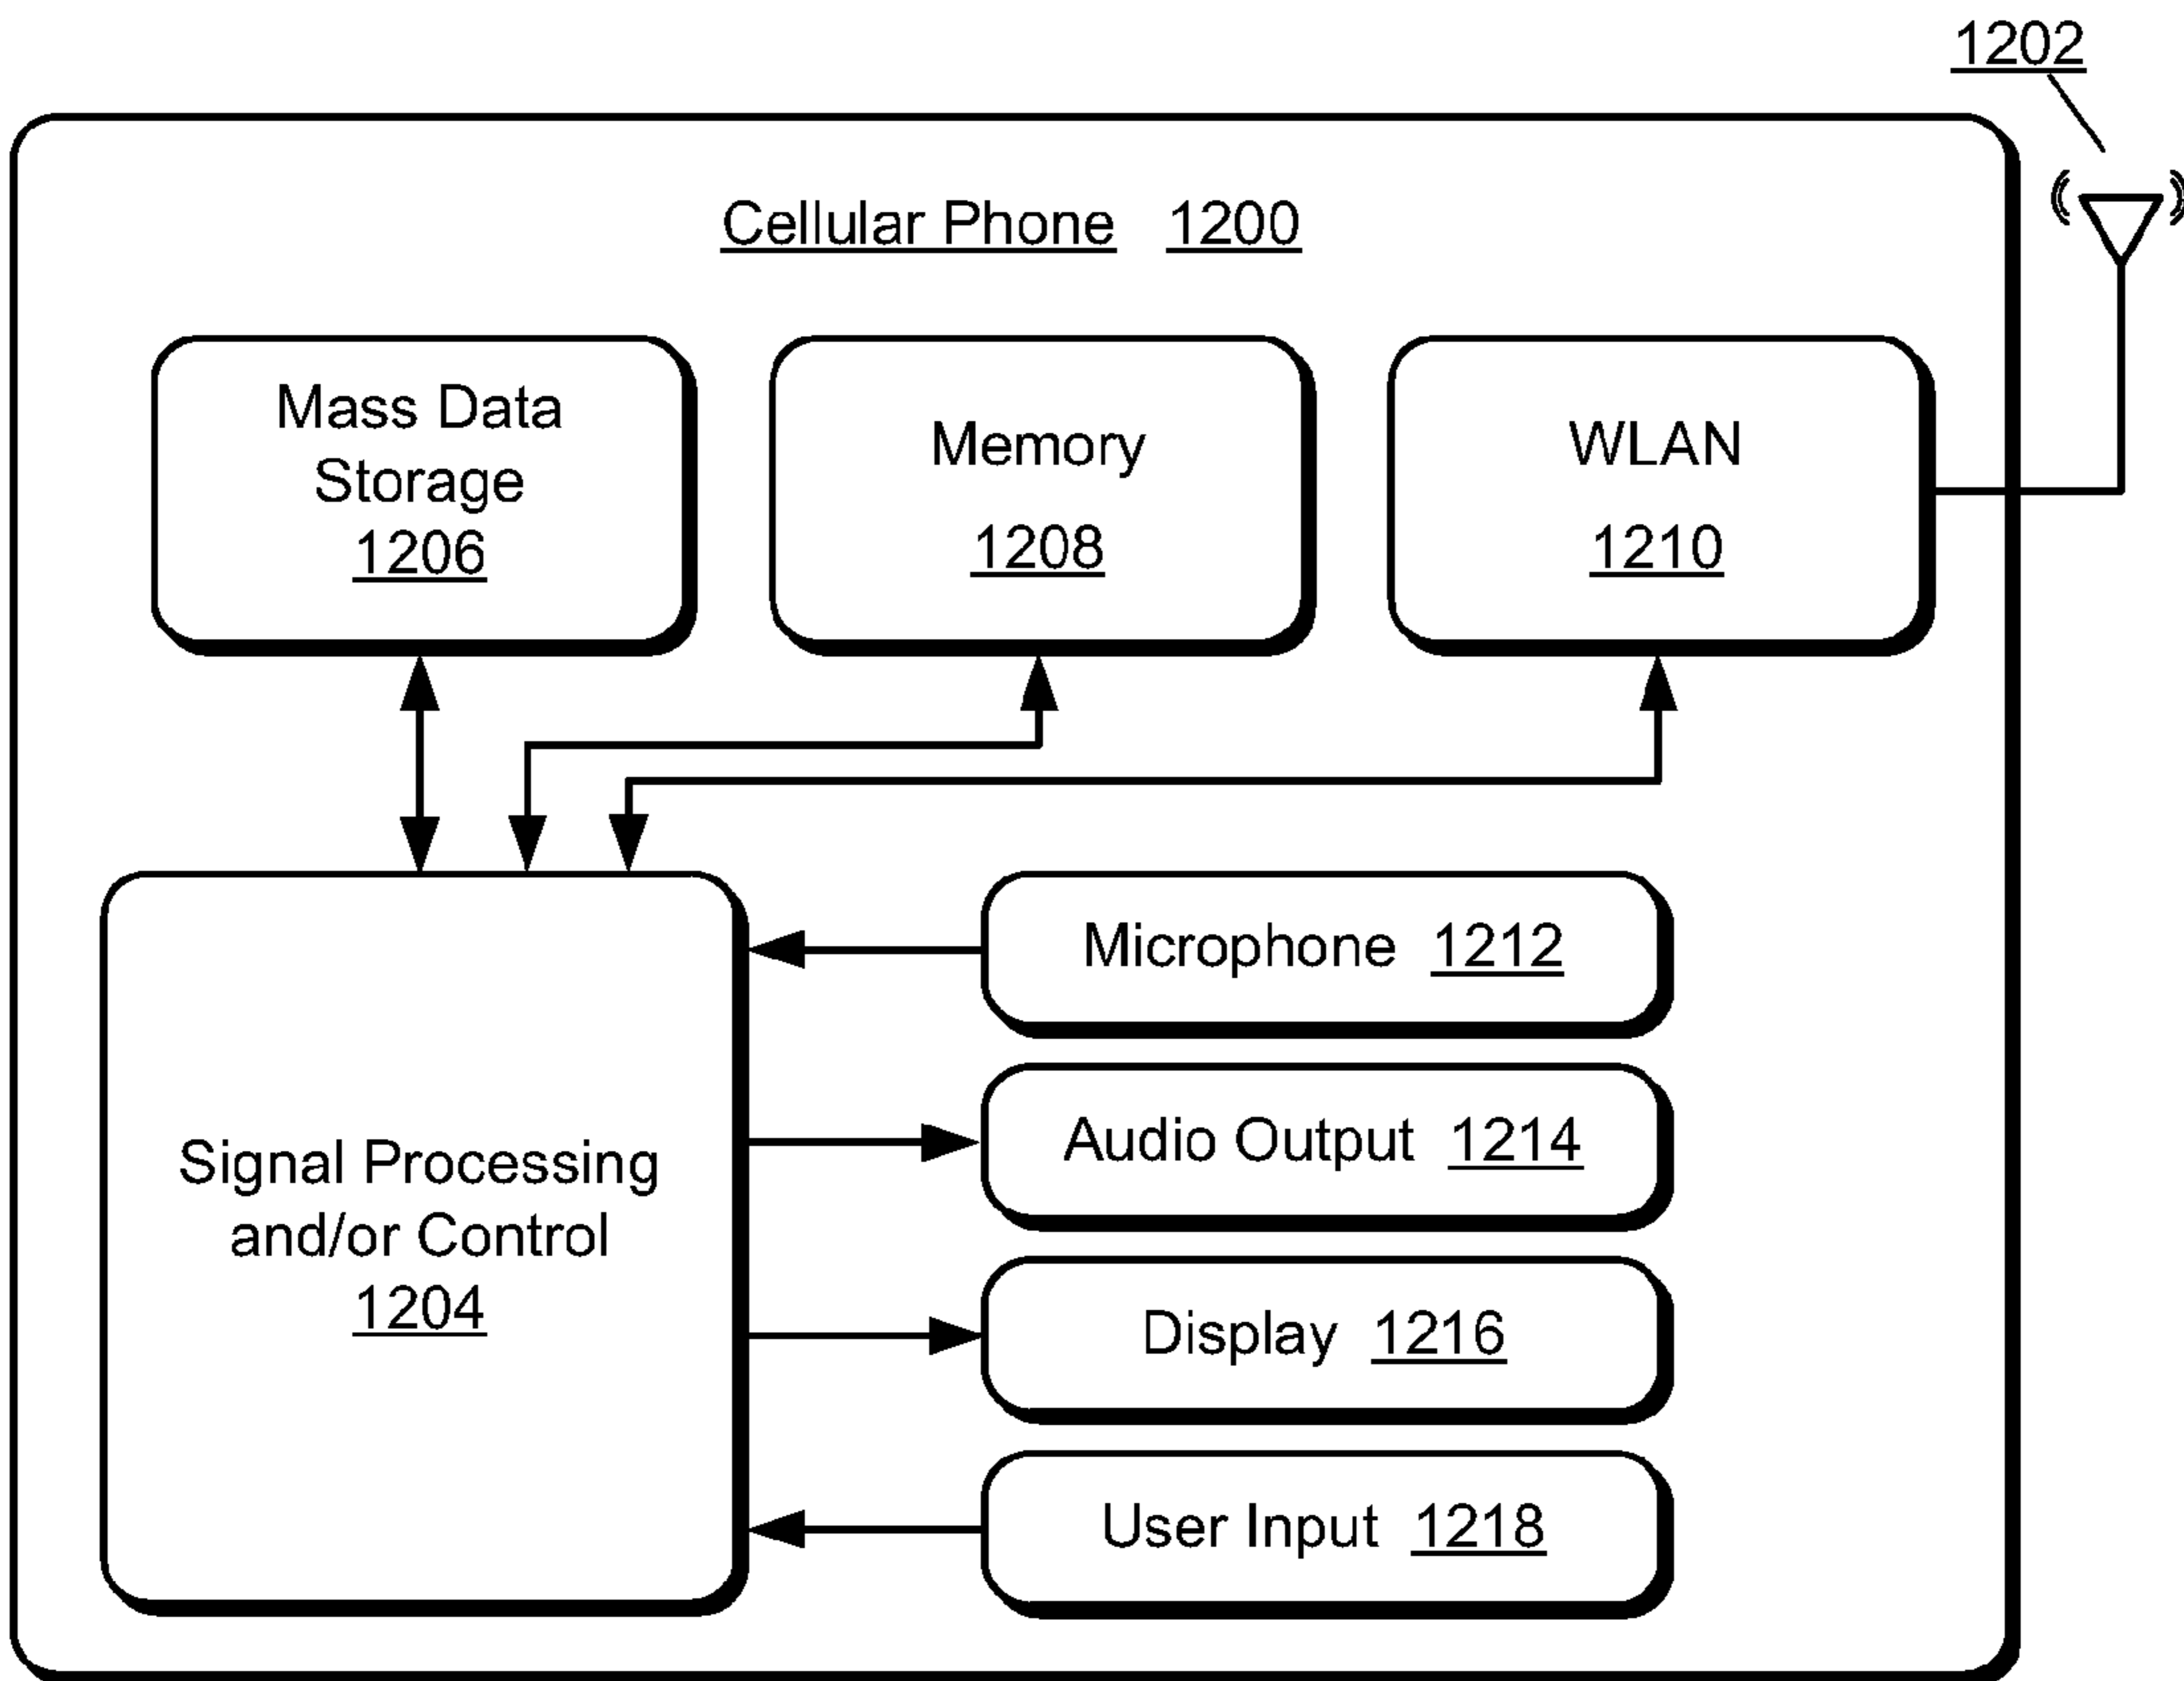 1202
Cellular Phone 1200
Mass Data
Storage
1206
Memory
1208
WLAN
1210
Signal Processing
and/or Control
1204
Microphone 1212
Audio Output 1214
Display 1216
User Input 1218